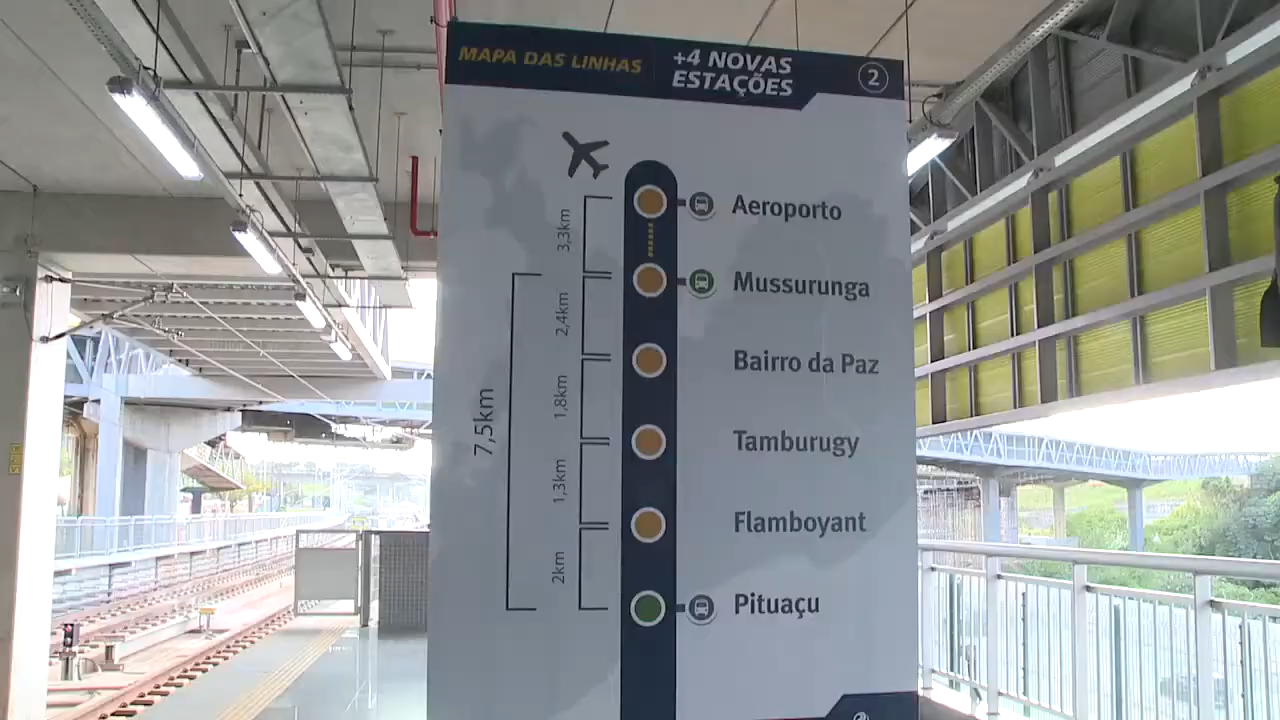 MAPA DAS LINHAS
+4 NOVAS
ESTAÇÕES
2
Aeroporto
3,3km
Mussurunga
2,4km
Bairro da Paz
1,8km
7,5km
Tamburugy
1,3km
Flamboyant
2km
Pituaçu